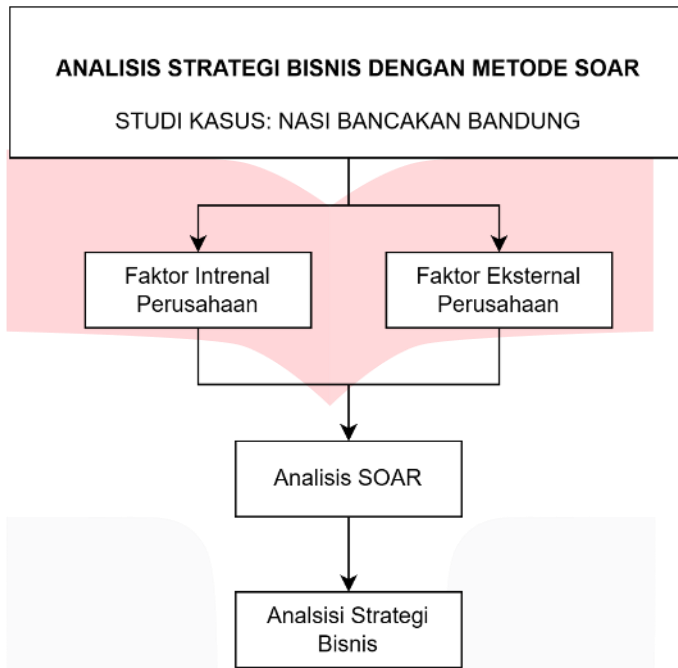 ANALISIS STRATEGI BISNIS DENGAN METODE SOAR
STUDI KASUS: NASI BANCAKAN BANDUNG
Faktor Intrenal
Perusahaan
Faktor Eksternal
Perusahaan
Analisis SOAR
Analsisi Strategi
Bisnis